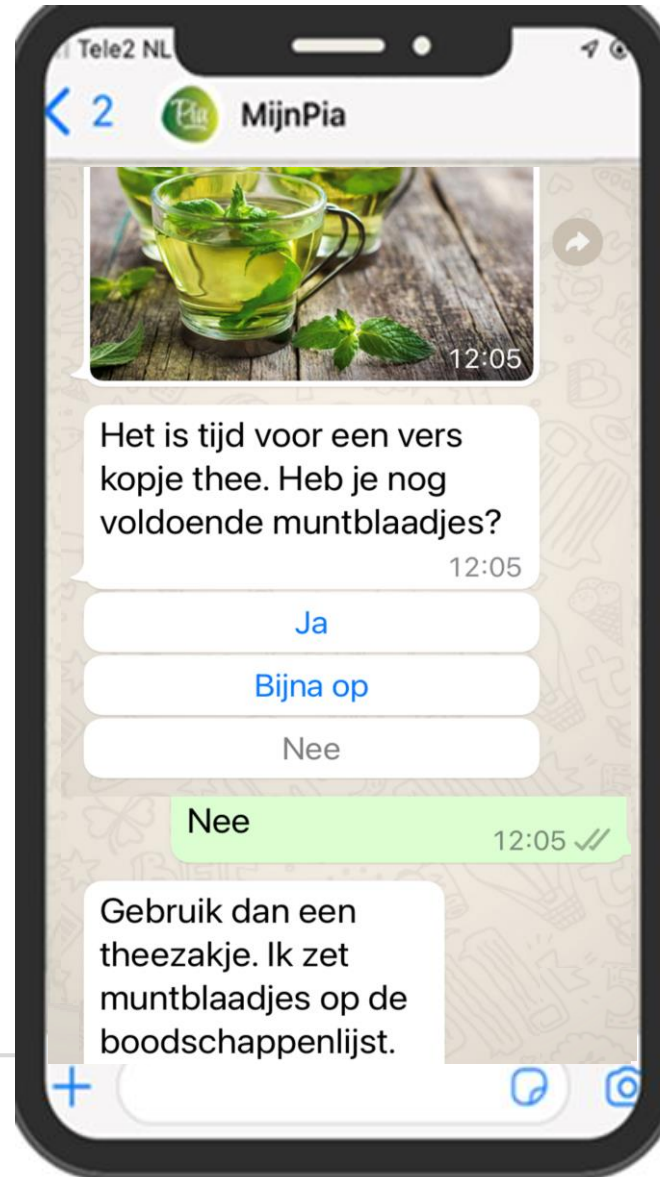 Tele2 NL
2
Pia
MijnPia
12:05
Het is tijd voor een vers
kopje thee. Heb je nog
voldoende muntblaadjes?
12:05
Ja
Bijna op
Nee
Nee
12:05
Gebruik dan een
theezakje. Ik zet
muntblaadjes op de
boodschappenlijst.